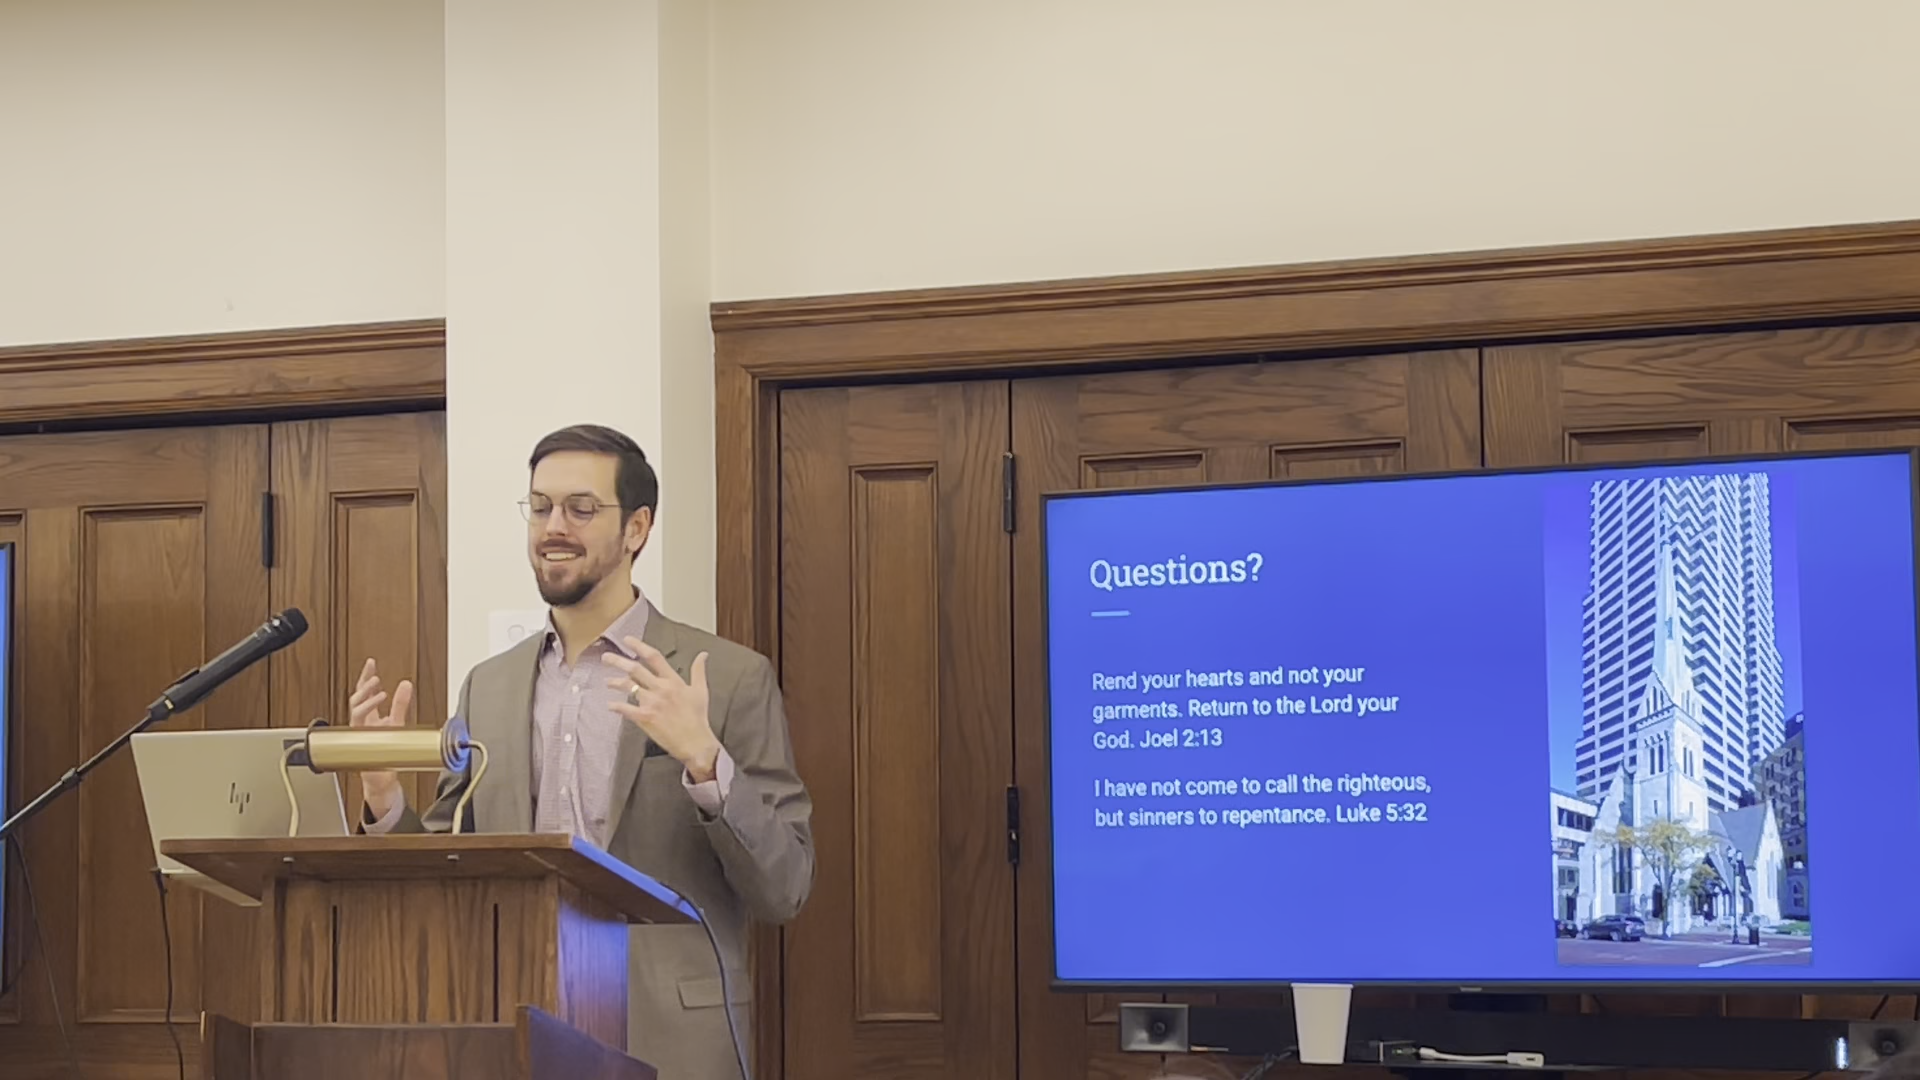 hp
Questions?
Rend your hearts and not your
garments. Return to the Lord your
God. Joel 2:13
I have not come to call the righteous,
but sinners to repentance. Luke 5:32